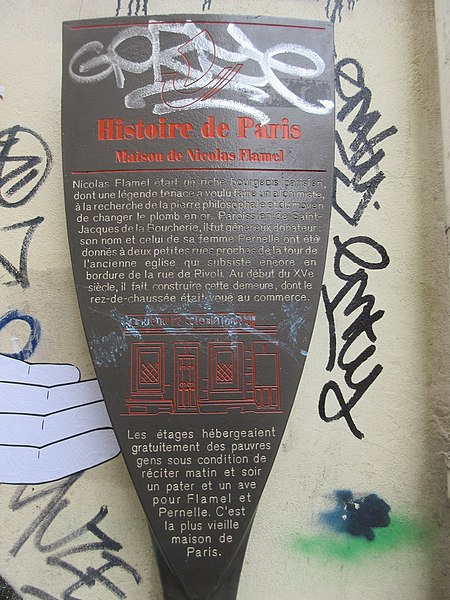 Histoire de Paris
Maison de Nicolas Flamel
Nicolas Flamel était un riche bourgeois parisien,
dont une légende tenace a voulu faire un alchimiste
à la recherche de la pierre philosophale et du moyen
de changer le plomb en or. Paroissien de Saint-
Jacques de la Boucherie, il fut généreux donateur:
son nom et celui de sa femme Pernelle ont été
donnés à deux petites rues proches de la tour de
l'ancienne église qui subsiste encore en
bordure de la rue de Rivoli. Au début du XVe
siècle, il fait construire cette demeure, dont le
rez-de-chaussée était voué au commerce.
Les étages hébergeaient
gratuitement des pauvres
gens sous condition de
réciter matin et soir
un pater et un ave
pour Flamel et
Pernelle. C'est
la plus vieille
maison de
Paris.